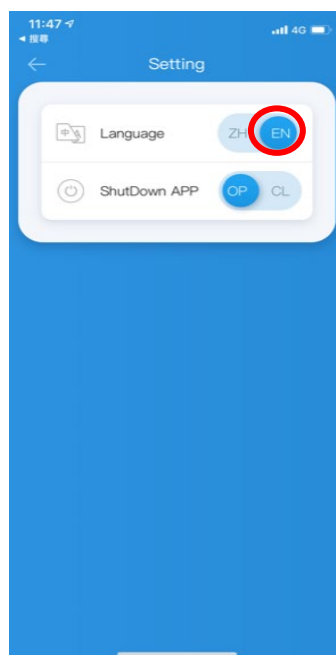 11:47
4G
◀ 搜尋
Setting
Language
ZH EN
ShutDown APP
OP CL